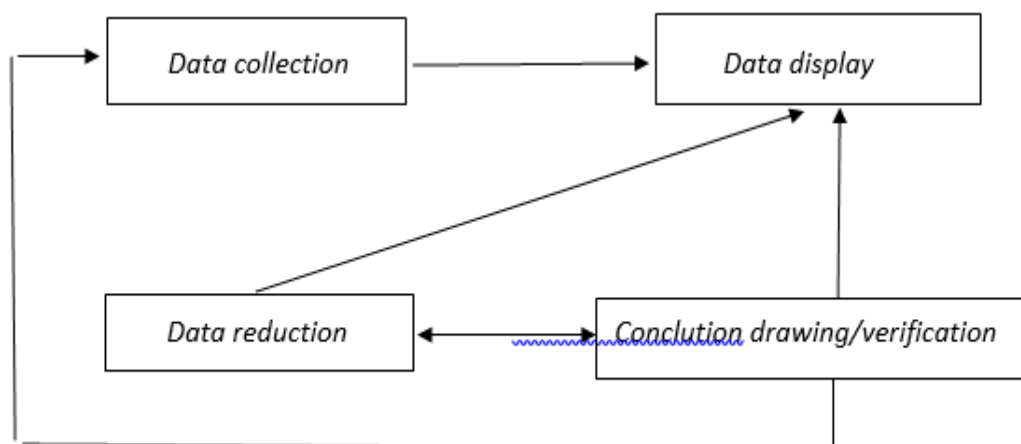 Data collection
Data display
Data reduction
Conclution drawing/verification